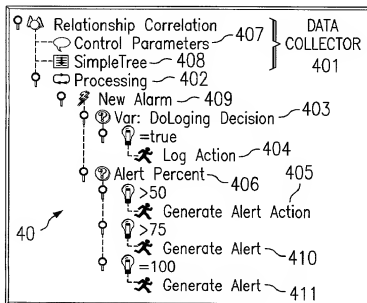 Relationship Correlation
Control Parameters 407
SimpleTree 408
DATA COLLECTOR 401
Processing 402
New Alarm 409
Var: DoLoging Decision 403
=true
Log Action 404
Alert Percent 406
405
>50
Generate Alert Action
>75
Generate Alert 410
=100
Generate Alert 411
40